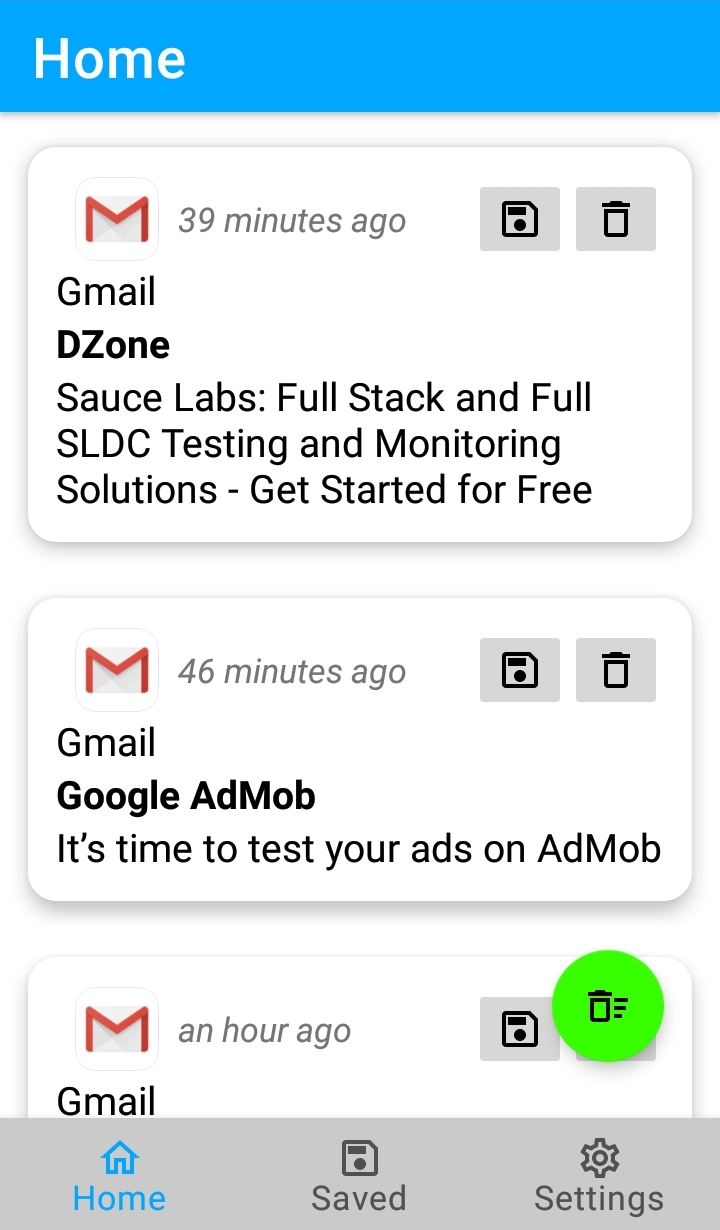 Home
39 minutes ago
Gmail
DZone
Sauce Labs: Full Stack and Full
SLDC Testing and Monitoring
Solutions - Get Started for Free
46 minutes ago
Gmail
Google AdMob
It’s time to test your ads on AdMob
an hour ago
Gmail
Home
Saved
Settings